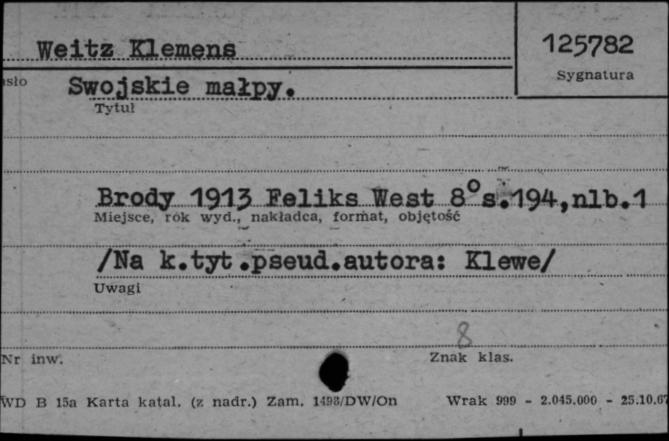 Weitz Klemens
125782
Sygnatura
Swojskie małpy.
Tytuł
Brody 1913 Feliks West 8° s.194,nlb.1
Miejsce, rok wyd., nakładca, format, objętość
/Na k.tyt.pseud.autora: Klewe/
Uwagi
8
Nr inw.
Znak klas.
WD B 15a Karta katal. (z nadr.) Zam. 1498/DW/On
Wrak 999 - 2.045.000 - 25.10.67